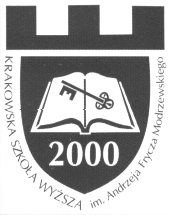 KRAKOWSKA SZKOŁA WYŻSZA
im. Andrzeja Frycza Modrzewskiego
2000